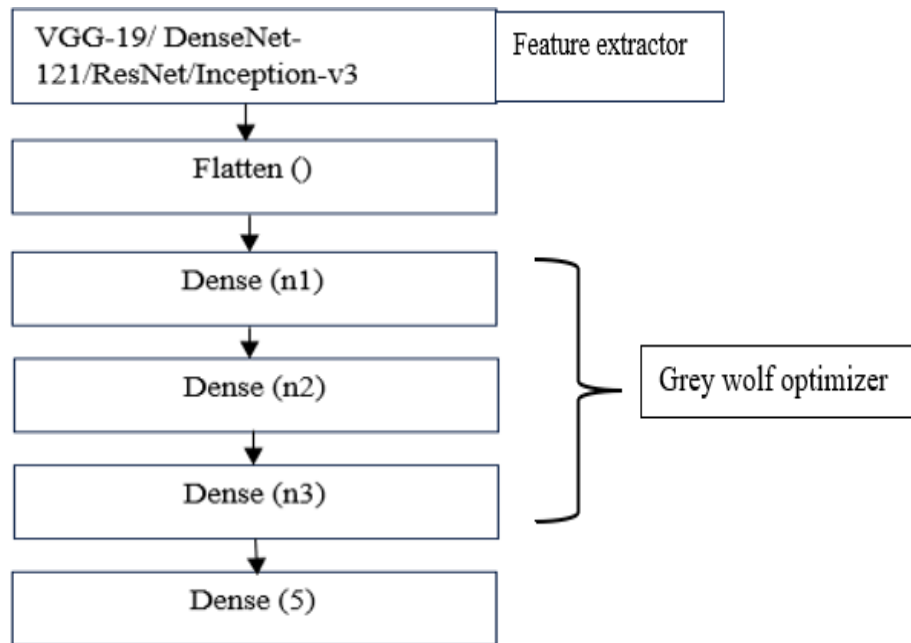 VGG-19/ DenseNet-
121/ResNet/Inception-v3
Feature extractor
Flatten ()
Dense (n1)
Dense (n2)
Grey wolf optimizer
Dense (n3)
Dense (5)